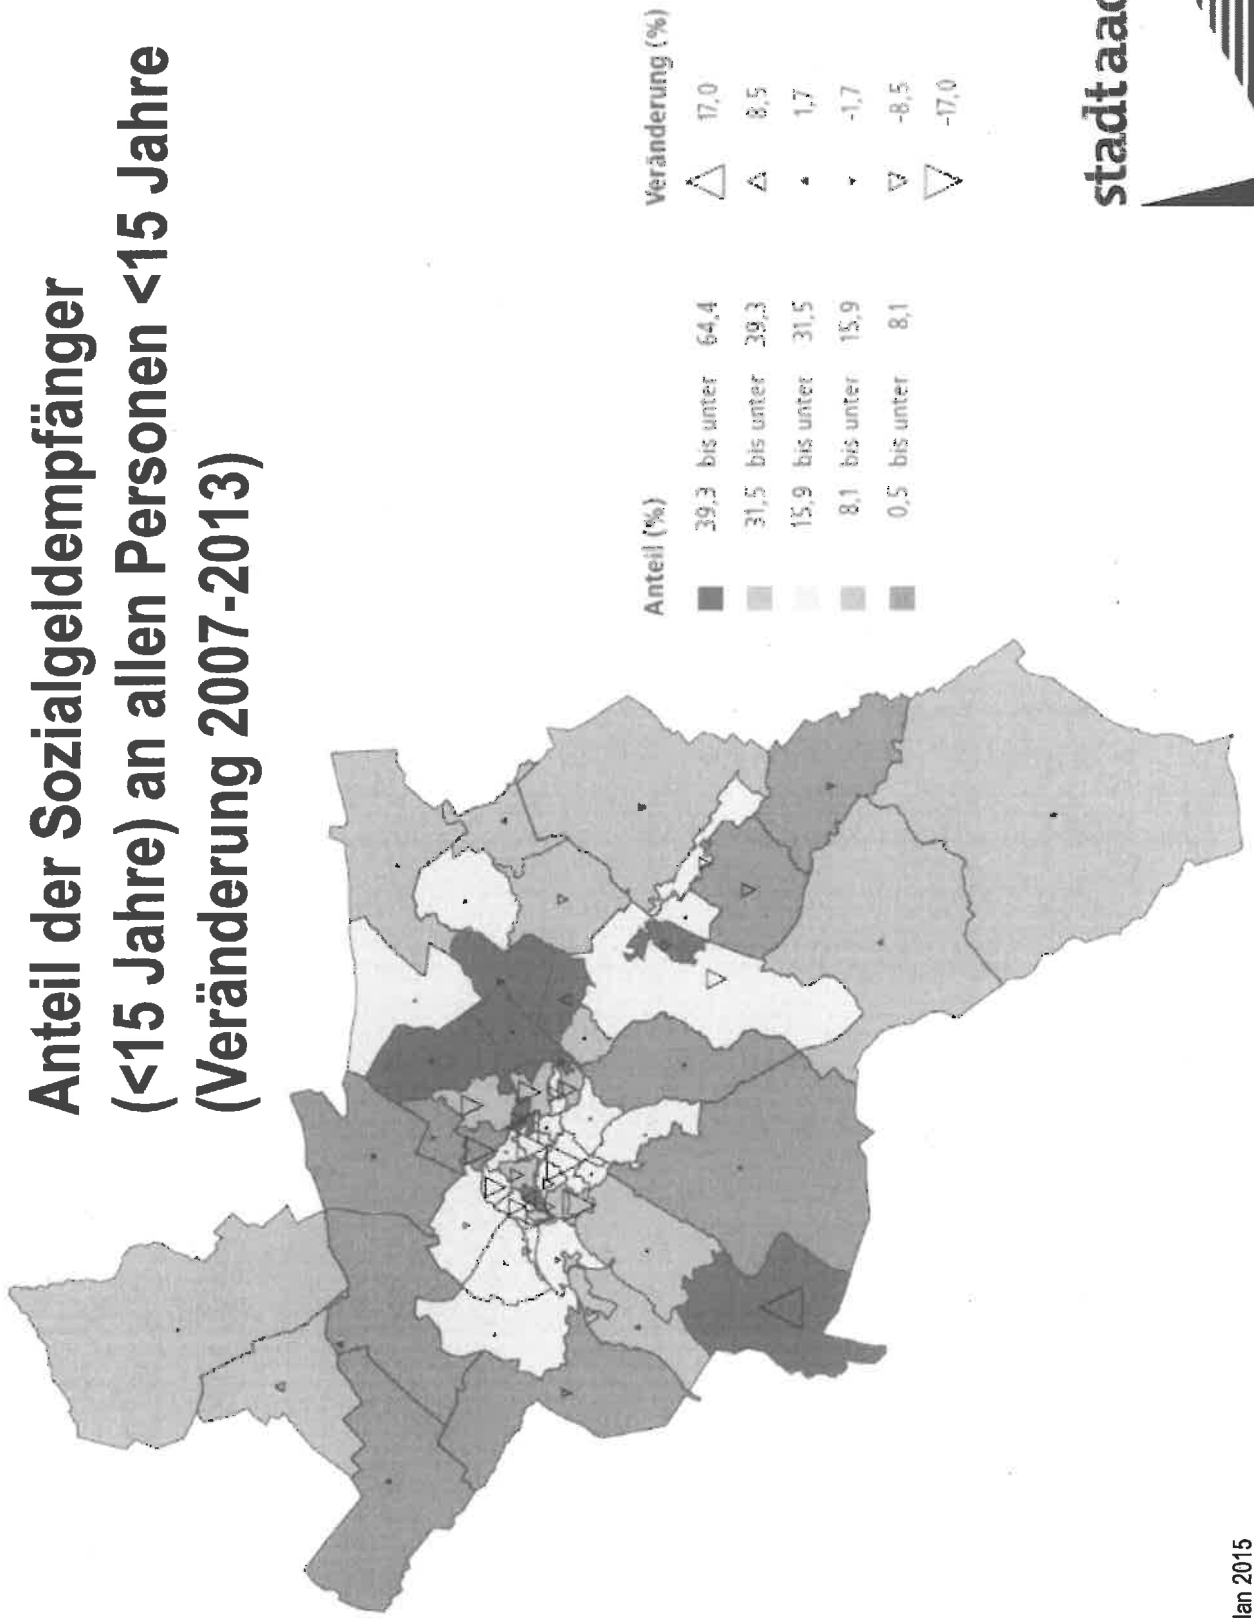 Anteil der Sozialgeldempfänger
(<15 Jahre) an allen Personen <15 Jahre
(Veränderung 2007-2013)
Anteil (%)
39,3 bis unter 64,4
31,5 bis unter 39,3
15,9 bis unter 31,5
8,1 bis unter 15,9
0,5 bis unter 8,1
Veränderung (%)
17,0
8,5
1,7
-1,7
-8,5
-17,0
2015